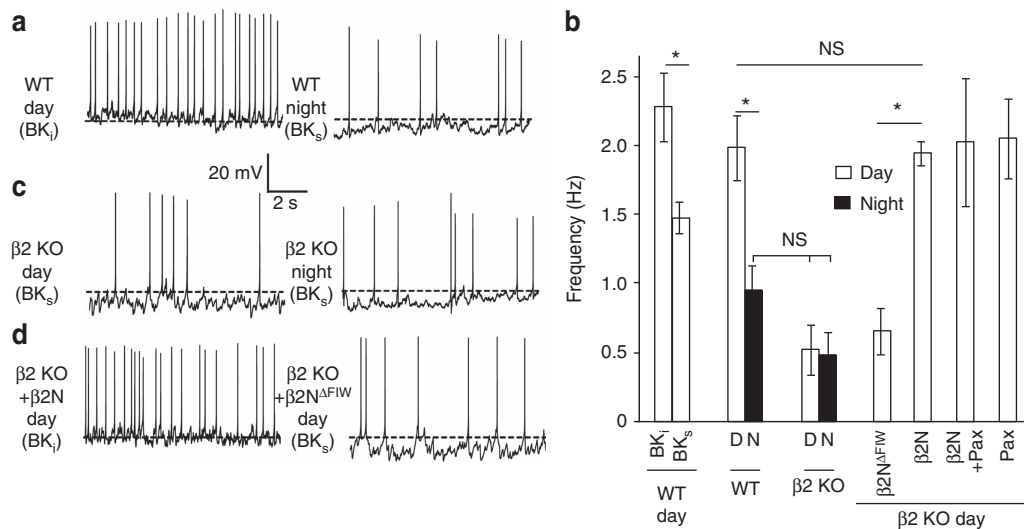 a
WT
day
(BKi)
WT
night
(BKs)
20 mV
2 s
c
β2 KO
day
(BKs)
β2 KO
night
(BKs)
d
β2 KO
+β2N
day
(BKi)
β2 KO
+β2NΔFIW
day
(BKs)
b
Frequency (Hz)
2.5
2.0
1.5
1.0
0.5
0
*
NS
*
*
Day
Night
NS
BKi
BKs
D N
D N
β2NΔFIW
β2N
β2N
+Pax
Pax
WT
day
WT
β2 KO
β2 KO day